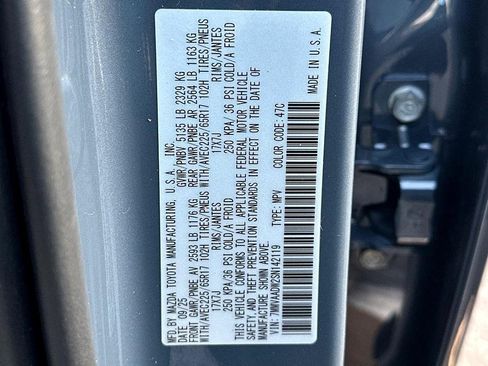 MFD. BY MAZDA TOYOTA MANUFACTURING, U.S.A., INC.
DATE: 09/25 GVWR/PNBV 5135 LB 2329 KG
FRONT GAWR/PNBE AV 2593 LB 1176 KG REAR GAWR/PNBE AR 2564 LB 1163 KG
WITH/AVEC225/65R17 102H TIRES/PNEUS WITH/AVEC225/65R17 102H TIRES/PNEUS
17X7J RIMS/JANTES 17X7J RIMS/JANTES
250 KPA/36 PSI COLD/A FROID 250 KPA/ 36 PSI COLD/A FROID
THIS VEHICLE CONFORMS TO ALL APPLICABLE FEDERAL MOTOR VEHICLE
SAFETY, AND THEFT PREVENTION STANDARDS IN EFFECT ON THE DATE OF
MANUFACTURE SHOWN ABOVE.
VIN: 7MMVAADW2SN142119 TYPE: MPV
COLOR CODE: 47C
MADE IN U.S.A.